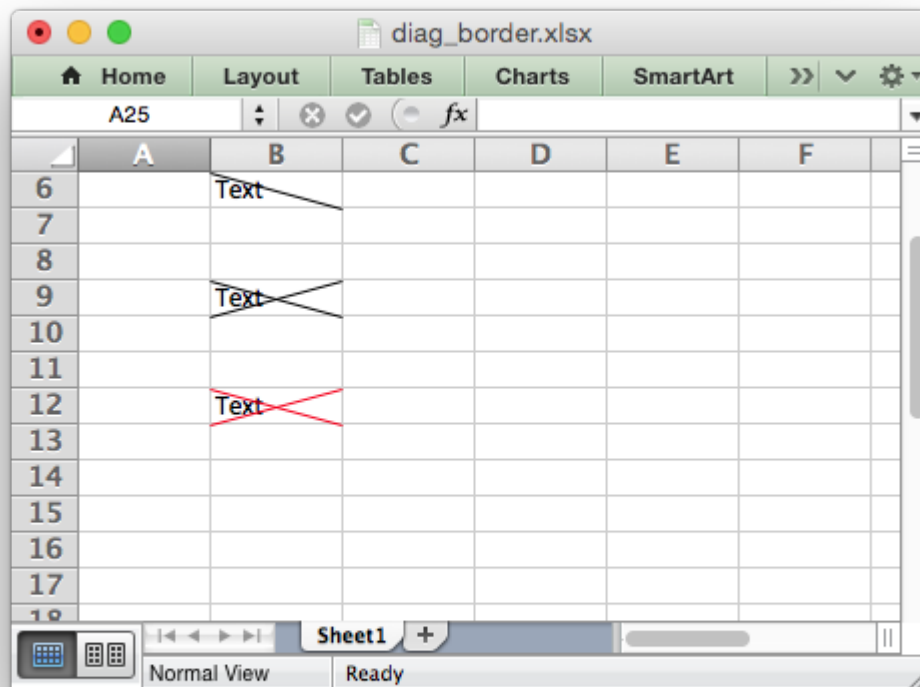 diag_border.xlsx
Home Layout Tables Charts SmartArt
A25 fx
A B C D E F
6 Text
7
8
9 Text
10
11
12 Text
13
14
15
16
17
18
Sheet1 +
Normal View Ready